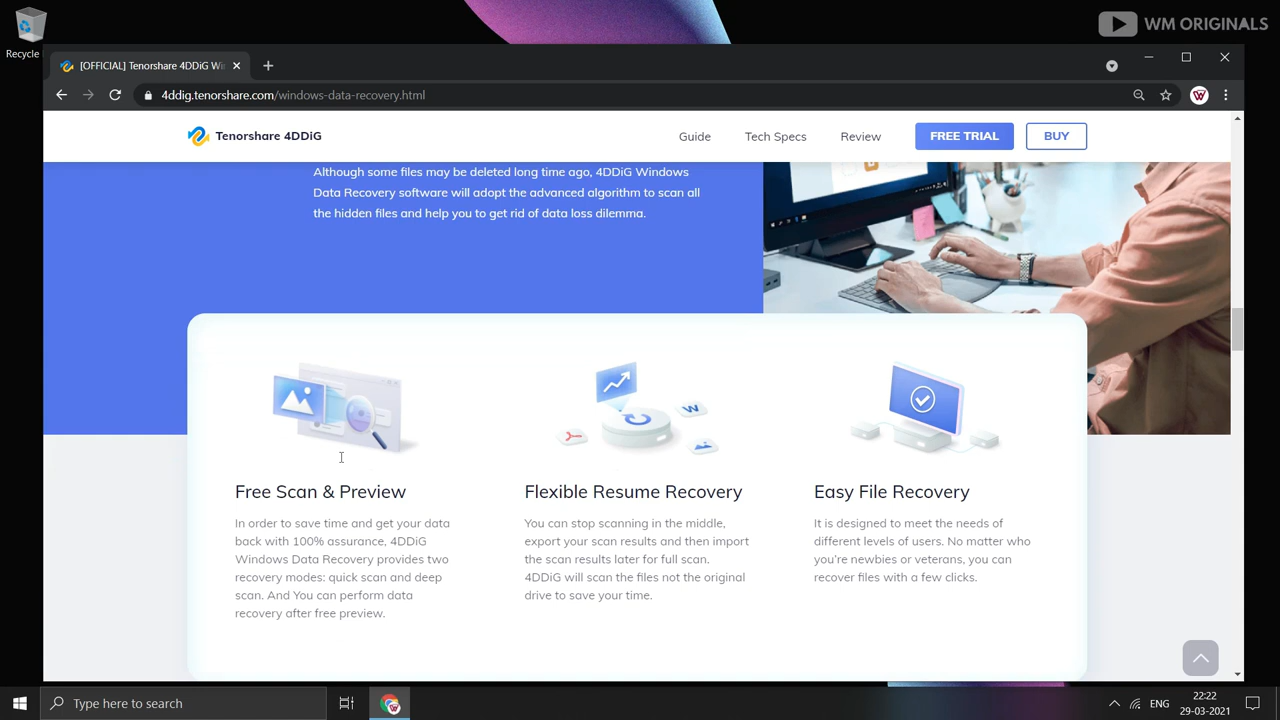 WM ORIGINALS
Recycle
[OFFICIAL] Tenorshare 4DDiG Wi
4ddig.tenorshare.com/windows-data-recovery.html
Tenorshare 4DDiG
Guide
Tech Specs
Review
FREE TRIAL
BUY
Although some files may be deleted long time ago, 4DDiG Windows
Data Recovery software will adopt the advanced algorithm to scan all
the hidden files and help you to get rid of data loss dilemma.
W
Free Scan & Preview
In order to save time and get your data
back with 100% assurance, 4DDiG
Windows Data Recovery provides two
recovery modes: quick scan and deep
scan. And You can perform data
recovery after free preview.
Flexible Resume Recovery
You can stop scanning in the middle,
export your scan results and then import
the scan results later for full scan.
4DDiG will scan the files not the original
drive to save your time.
Easy File Recovery
It is designed to meet the needs of
different levels of users. No matter who
you're newbies or veterans, you can
recover files with a few clicks.
Type here to search
ENG
22:22
29-03-2021